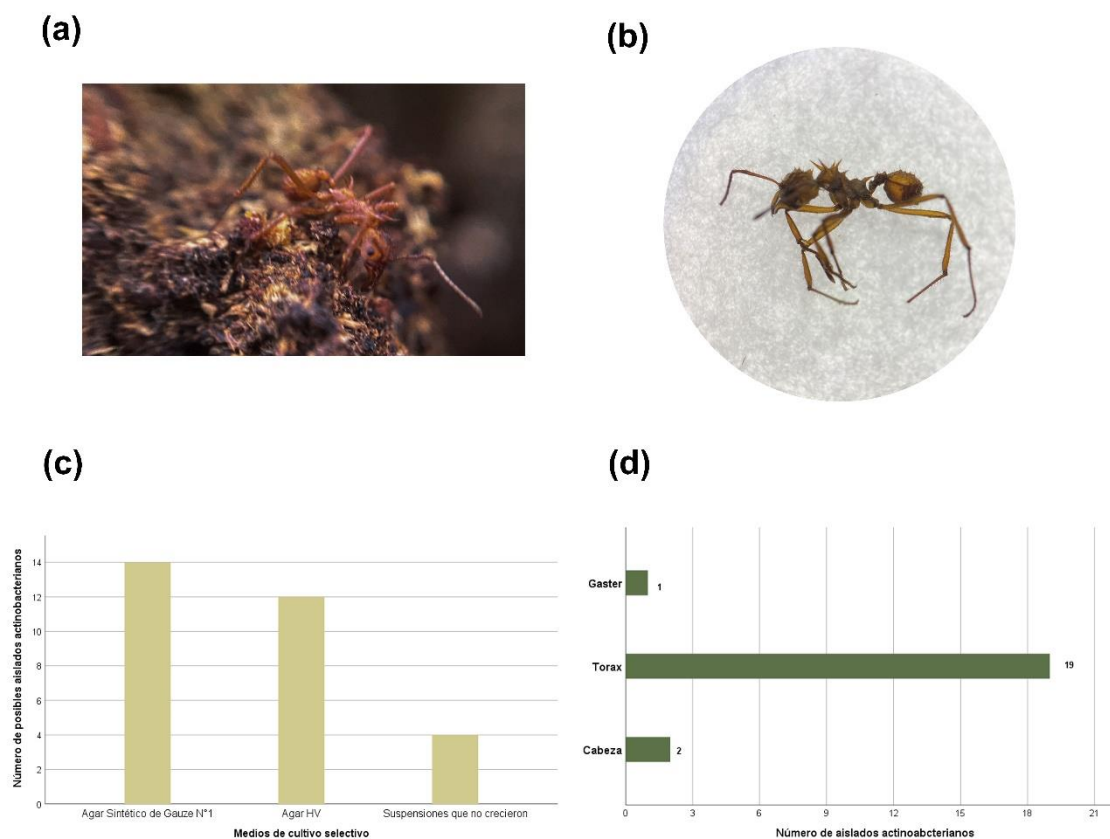 (a)
(b)
(c)
(d)
Número de posibles aislados actinobacterianos
14
12
10
8
6
4
2
0
Agar Sintético de Gauze N°1
Agar HV
Suspensiones que no crecieron
Medios de cultivo selectivo
Gaster
1
Torax
19
Cabeza
2
0
3
6
9
12
15
18
21
Número de aislados actinoabcterianos